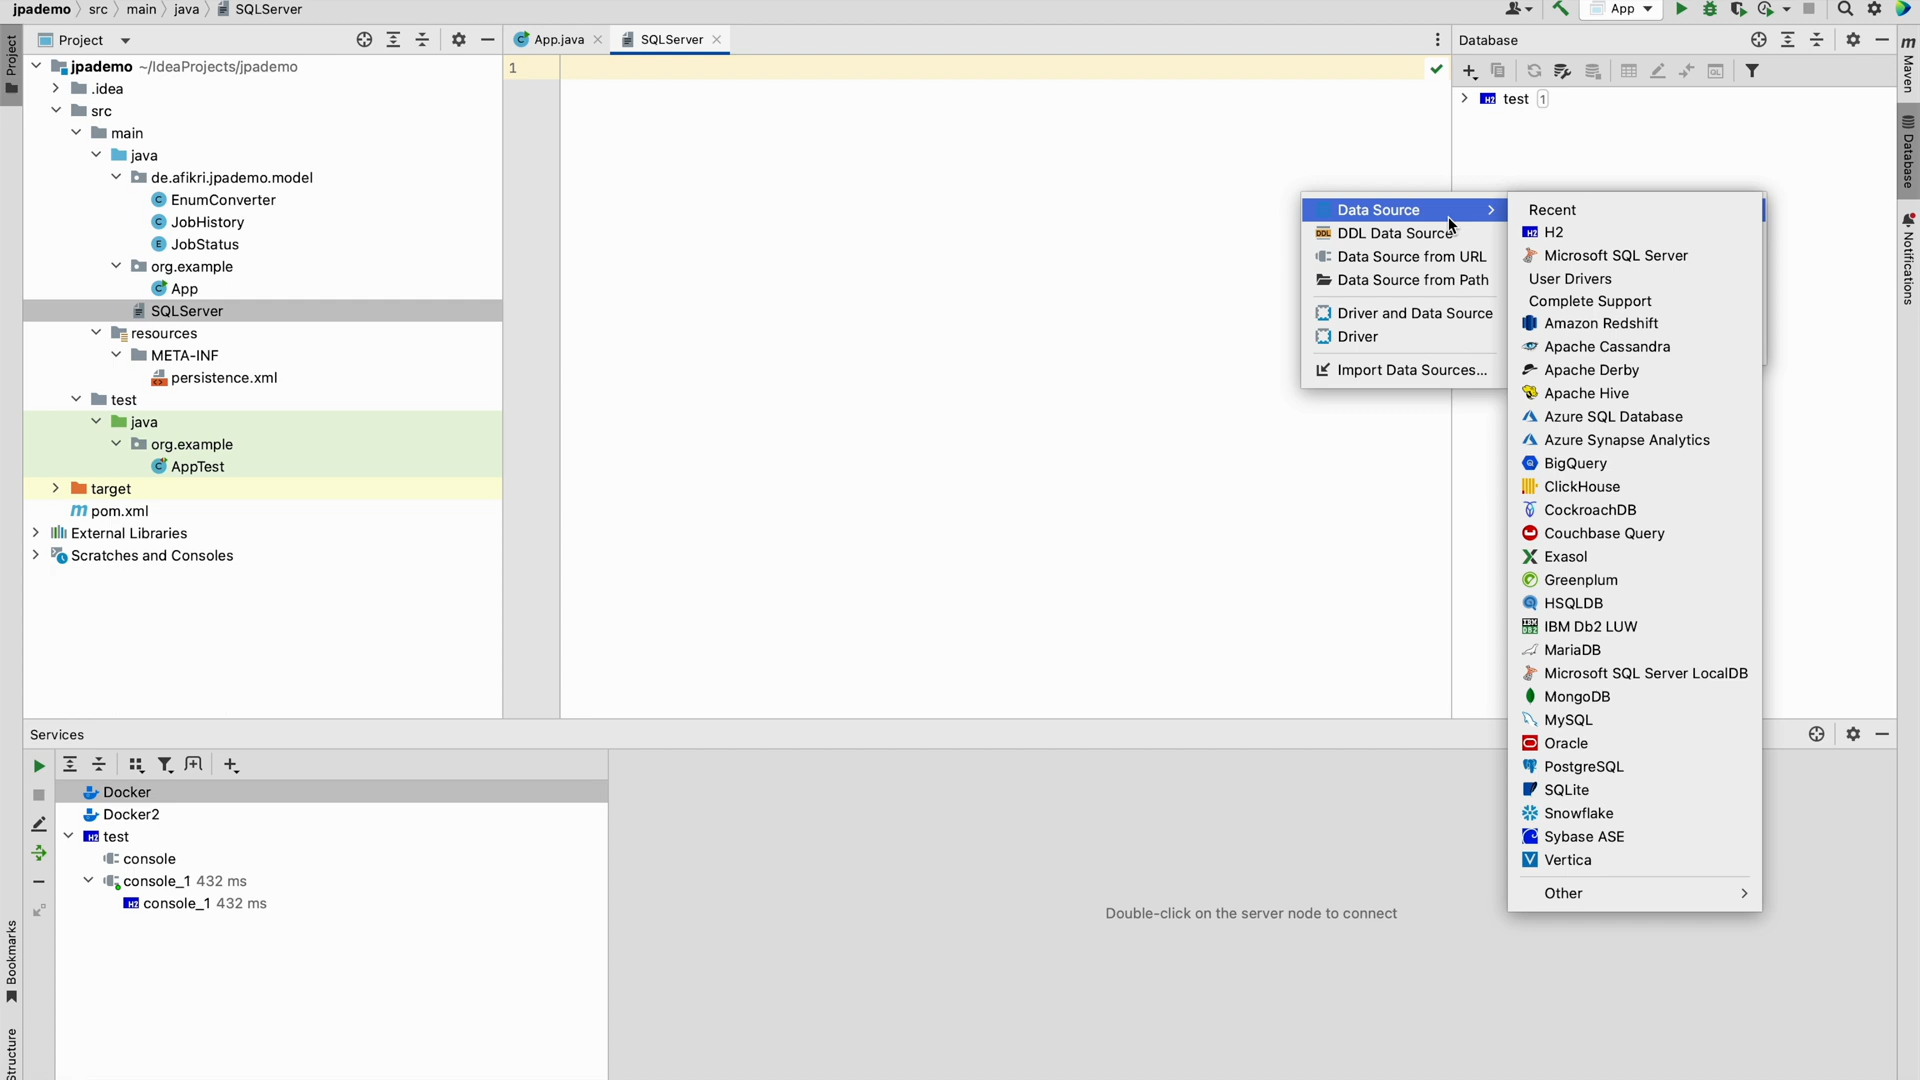 jpademo > src > main > java > SQLServer
App
Project
Project
jpademo ~/IdeaProjects/jpademo
.idea
src
main
java
de.afikri.jpademo.model
EnumConverter
JobHistory
JobStatus
org.example
App
SQLServer
resources
META-INF
persistence.xml
test
java
org.example
AppTest
target
pom.xml
External Libraries
Scratches and Consoles
App.java
SQLServer
1
Database
test 1
Data Source
DDL Data Source
Data Source from URL
Data Source from Path
Driver and Data Source
Driver
Import Data Sources...
Recent
H2
Microsoft SQL Server
User Drivers
Complete Support
Amazon Redshift
Apache Cassandra
Apache Derby
Apache Hive
Azure SQL Database
Azure Synapse Analytics
BigQuery
ClickHouse
CockroachDB
Couchbase Query
Exasol
Greenplum
HSQLDB
IBM Db2 LUW
MariaDB
Microsoft SQL Server LocalDB
MongoDB
MySQL
Oracle
PostgreSQL
SQLite
Snowflake
Sybase ASE
Vertica
Other
Maven
Database
Notifications
Services
Docker
Docker2
test
console
console_1 432 ms
console_1 432 ms
Double-click on the server node to connect
Bookmarks
Structure